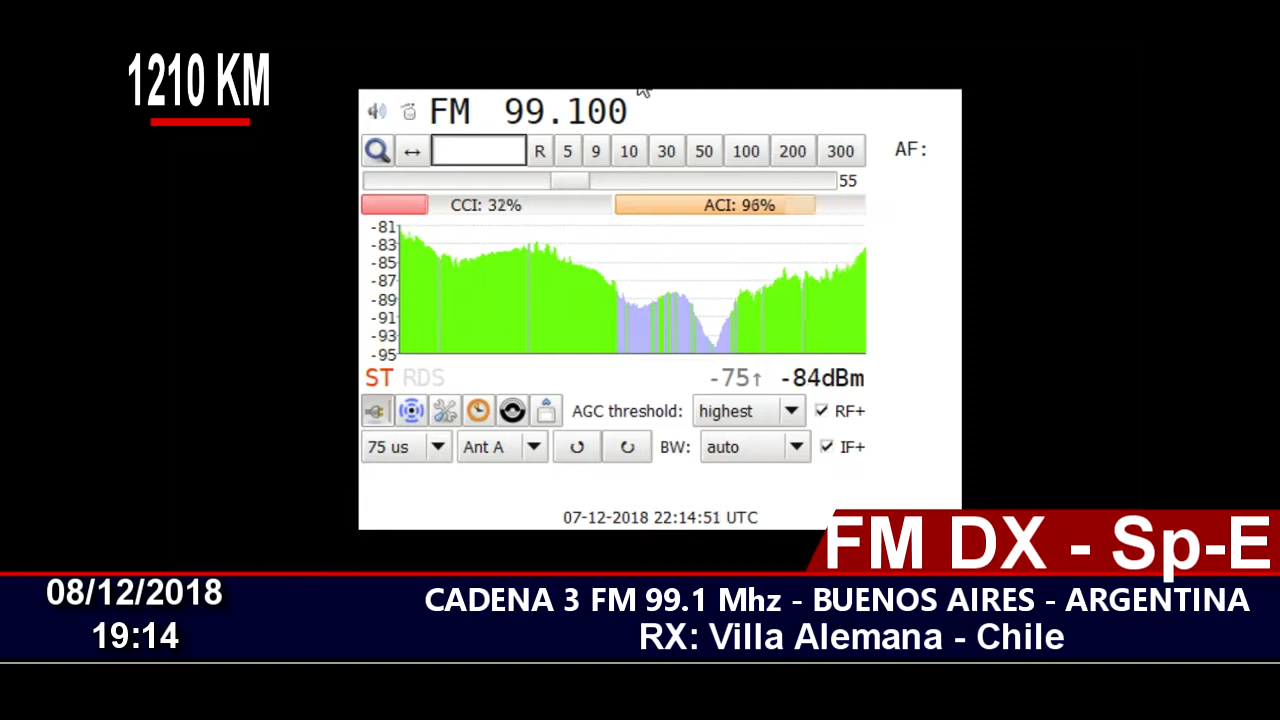 1210 KM
FM 99.100
R 5 9 10 30 50 100 200 300
AF:
55
CCI: 32% ACI: 96%
-81
-83
-85
-87
-89
-91
-93
-95
ST RDS -75↑ -84dBm
AGC threshold: highest RF+
75 us Ant A BW: auto IF+
07-12-2018 22:14:51 UTC
FM DX - Sp-E
08/12/2018
19:14
CADENA 3 FM 99.1 Mhz - BUENOS AIRES - ARGENTINA
RX: Villa Alemana - Chile